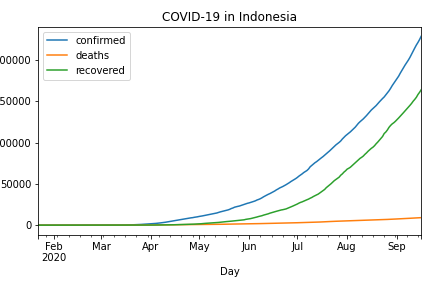 COVID-19 in Indonesia
confirmed
deaths
recovered
50000
0
Feb Mar Apr May Jun Jul Aug Sep
2020
Day